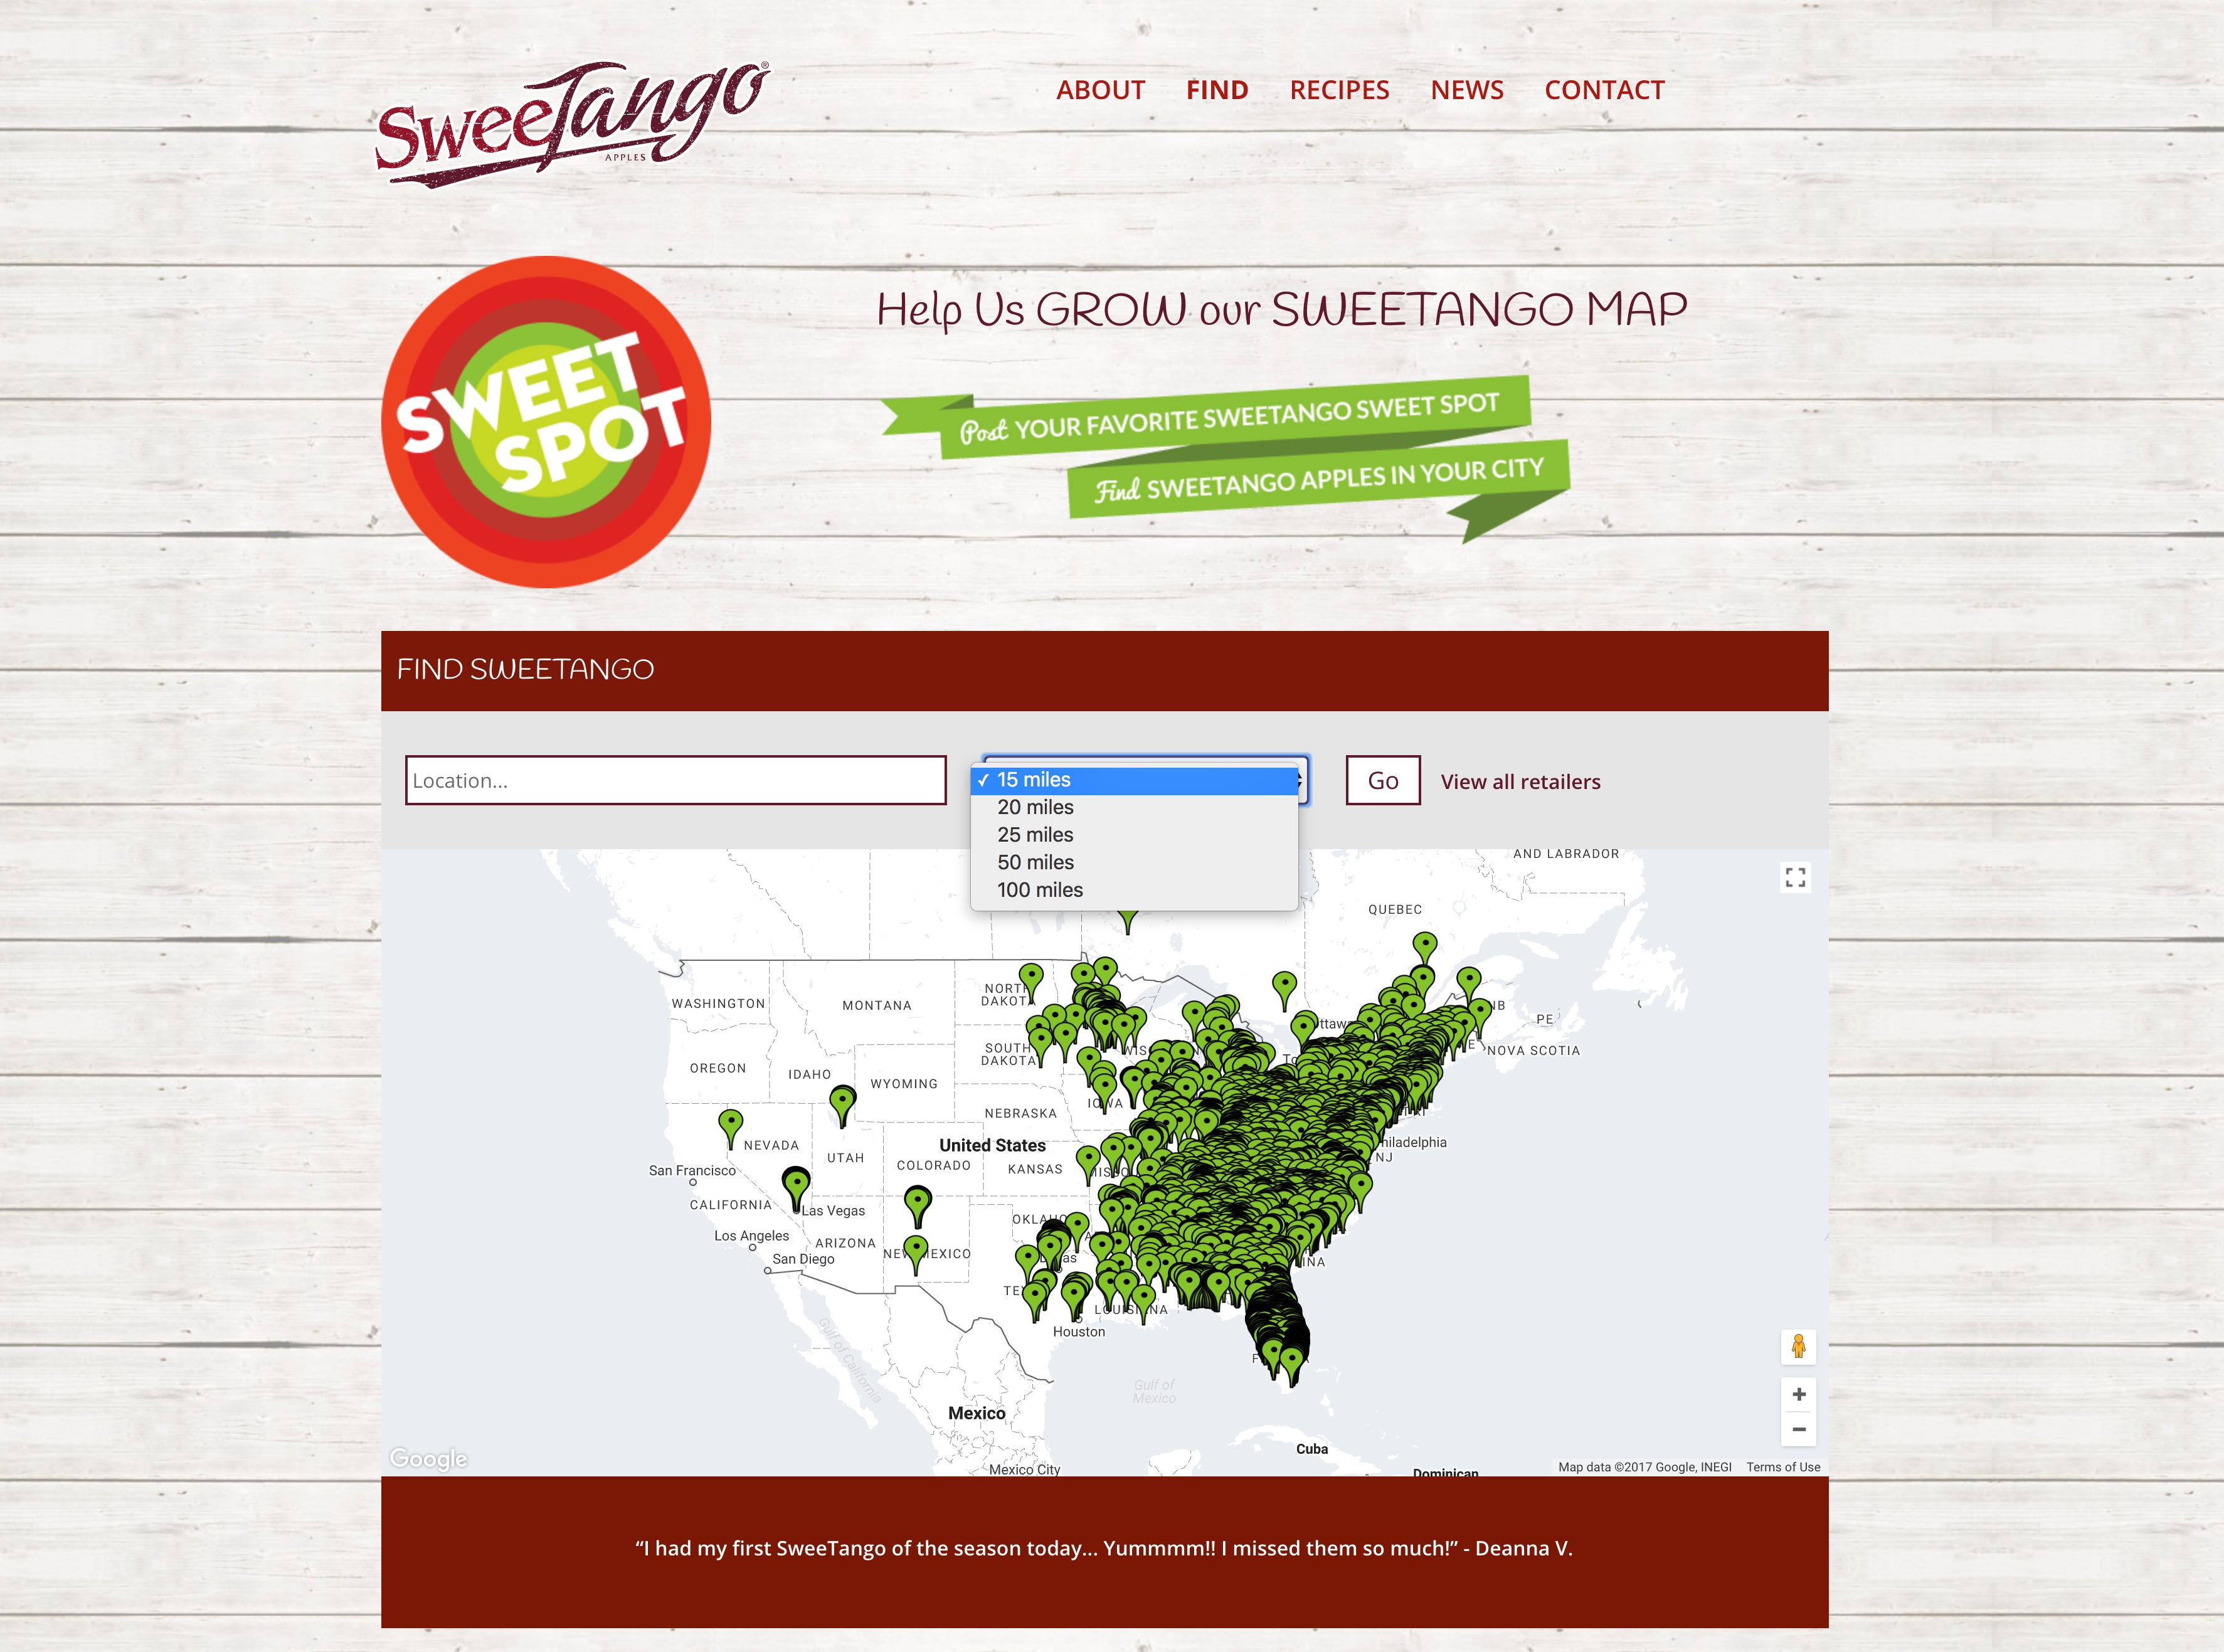 SweeTango®
APPLES
ABOUT FIND RECIPES NEWS CONTACT
SWEET
SPOT
Help Us GROW our SWEETANGO MAP
Post YOUR FAVORITE SWEETANGO SWEET SPOT
Find SWEETANGO APPLES IN YOUR CITY
FIND SWEETANGO
Location...
✓ 15 miles
20 miles
25 miles
50 miles
100 miles
Go
View all retailers
AND LABRADOR
QUEBEC
WASHINGTON
MONTANA
NORTH
DAKOTA
NB
PE
NOVA SCOTIA
SOUTH
DAKOTA
OREGON
IDAHO
WYOMING
IOWA
NEBRASKA
NEVADA
United States
UTAH
COLORADO
KANSAS
hiladelphia
NJ
San Francisco
CALIFORNIA
Las Vegas
Los Angeles
ARIZONA
NEW MEXICO
San Diego
LOUISIANA
Houston
Gulf of California
Gulf of
Mexico
Mexico
Cuba
Mexico City
Dominican
Google
Map data ©2017 Google, INEGI Terms of Use
“I had my first SweeTango of the season today... Yummmm!! I missed them so much!” - Deanna V.